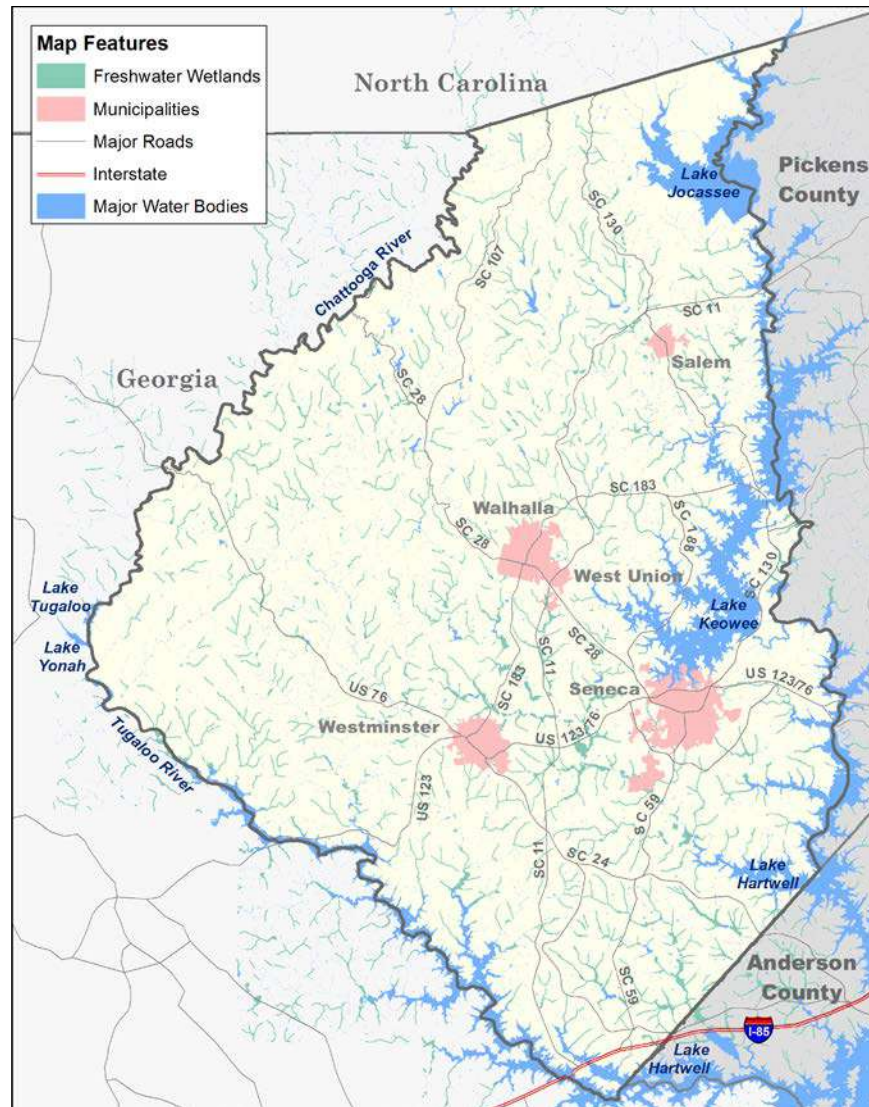 Map Features
Freshwater Wetlands
Municipalities
Major Roads
Interstate
Major Water Bodies
North Carolina
Pickens
County
Lake
Jocassee
SC 130
SC 107
Chattooga River
SC 11
Salem
Georgia
SC 28
SC 183
Walhalla
SC 188
SC 28
West Union
SC 130
Lake
Tugaloo
Lake
Keowee
Lake
Yonah
SC 28
SC 11
SC 183
Seneca
US 123/76
US 76
Westminster
US 123/76
Tugaloo River
US 123
SC 59
SC 11
SC 24
Lake
Hartwell
Anderson
County
SC 59
I-85
Lake
Hartwell